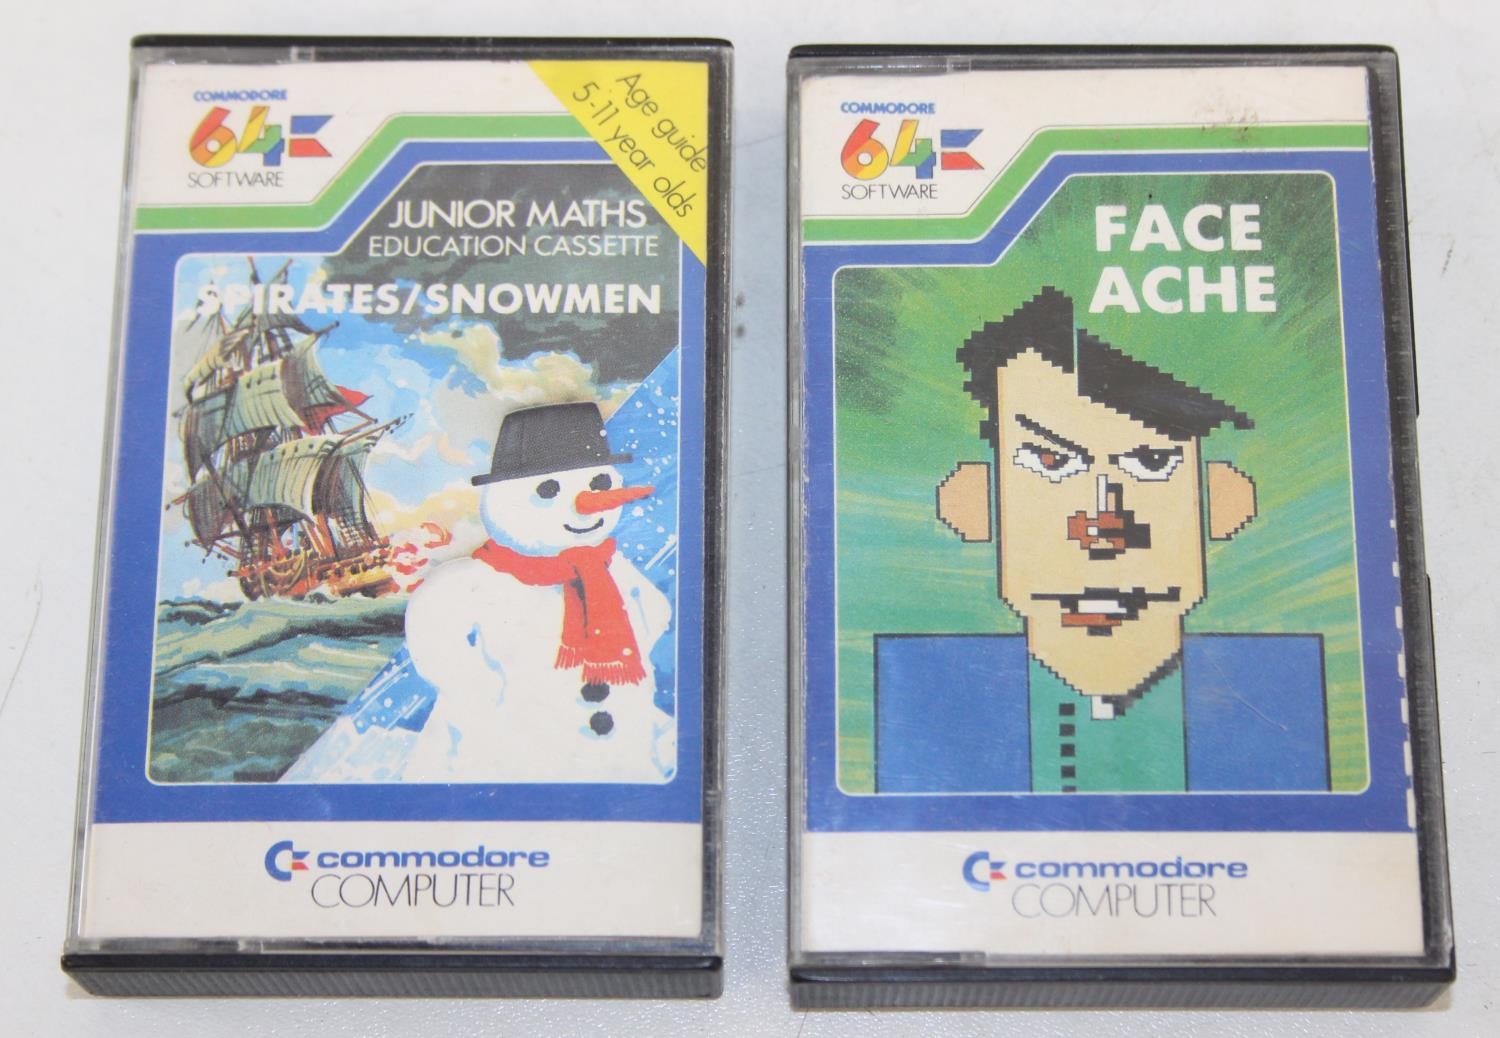 COMMODORE
64
SOFTWARE
Age guide
5-11 year olds
JUNIOR MATHS
EDUCATION CASSETTE
SPIRATES/SNOWMEN
commodore
COMPUTER
COMMODORE
64
SOFTWARE
FACE
ACHE
commodore
COMPUTER